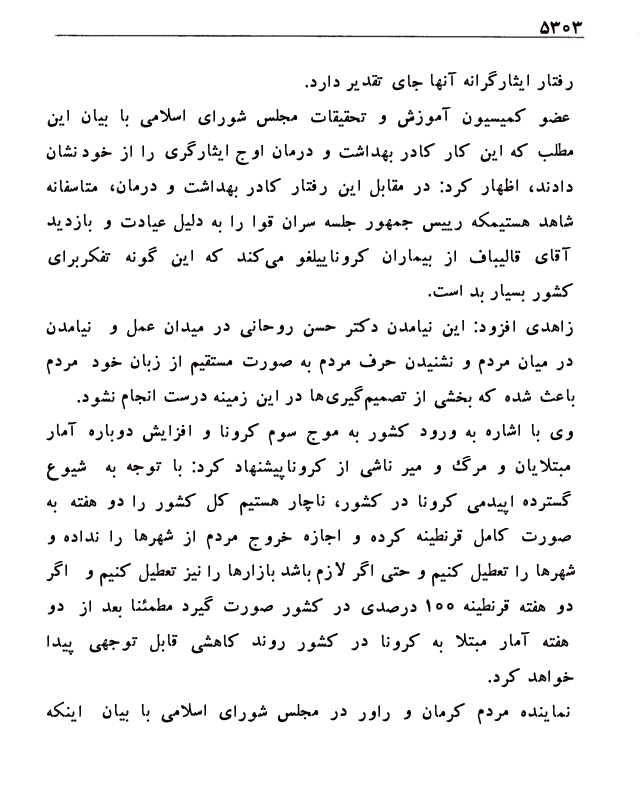 ۵۳۰۳
رفتار ایثارگرانه آنها جای تقدیر دارد.
عضو کمیسیون آموزش و تحقیقات مجلس شورای اسلامی با بیان این
مطلب که این کار کادر بهداشت و درمان اوج ایثارگری را از خودنشان
دادند، اظهار کرد: در مقابل این رفتار کادر بهداشت و درمان، متاسفانه
شاهد هستیمکه رییس جمهور جلسه سران قوا را به دلیل عیادت و بازدید
آقای قالیباف از بیماران کروناییلغو می‌کند که این گونه تفکربرای
کشور بسیار بد است.
زاهدی افزود: این نیامدن دکتر حسن روحانی در میدان عمل و نیامدن
در میان مردم و نشنیدن حرف مردم به صورت مستقیم از زبان خود مردم
باعث شده که بخشی از تصمیم‌گیری‌ها در این زمینه درست انجام نشود.
وی با اشاره به ورود کشور به موج سوم کرونا و افزایش دوباره آمار
مبتلایان و مرگ و میر ناشی از کروناپیشنهاد کرد: با توجه به شیوع
گسترده اپیدمی کرونا در کشور، ناچار هستیم کل کشور را دو هفته به
صورت کامل قرنطینه کرده و اجازه خروج مردم از شهرها را نداده و
شهرها را تعطیل کنیم و حتی اگر لازم باشد بازارها را نیز تعطیل کنیم و اگر
دو هفته قرنطینه ۱۰۰ درصدی در کشور صورت گیرد مطمئنا بعد از دو
هفته آمار مبتلا به کرونا در کشور روند کاهشی قابل توجهی پیدا
خواهد کرد.
نماینده مردم کرمان و راور در مجلس شورای اسلامی با بیان اینکه